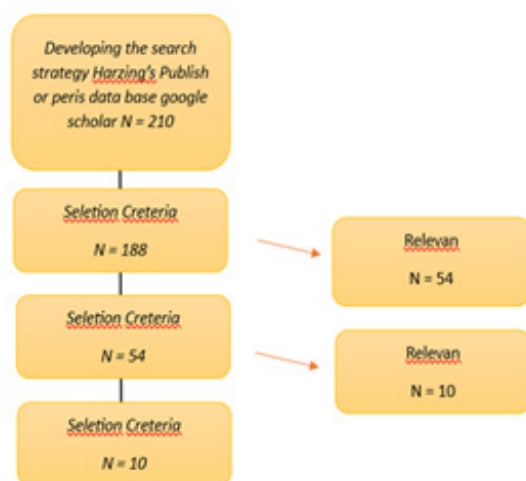 Developing the search
strategy Harzing's Publish
or peris data base google
scholar N = 210
Seletion Creteria
N = 188
Relevan
N = 54
Seletion Creteria
N = 54
Relevan
N = 10
Seletion Creteria
N = 10